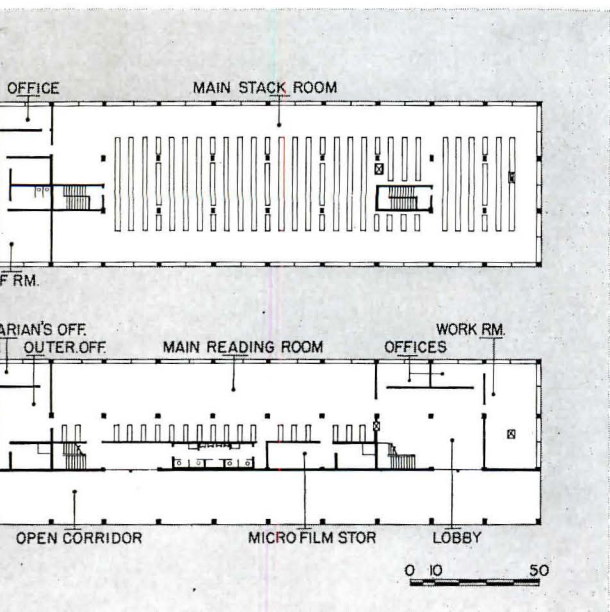 OFFICE MAIN STACK ROOM
F RM.
ARIAN'S OFF. WORK RM.
OUTER.OFF. MAIN READING ROOM OFFICES
OPEN CORRIDOR MICRO FILM STOR LOBBY
0 10 50